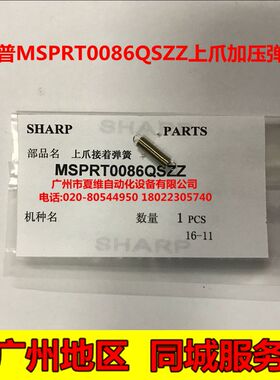 普MSPRT0086QSZZ上爪加压弹
SHARP PARTS
部品名 上爪接着弹簧
MSPRT0086QSZZ
广州市夏维自动化设备有限公司
电话:020-80544950 18022305740
机种名 数量 1 PCS
SHARP
16-11
广州地区 同城服务